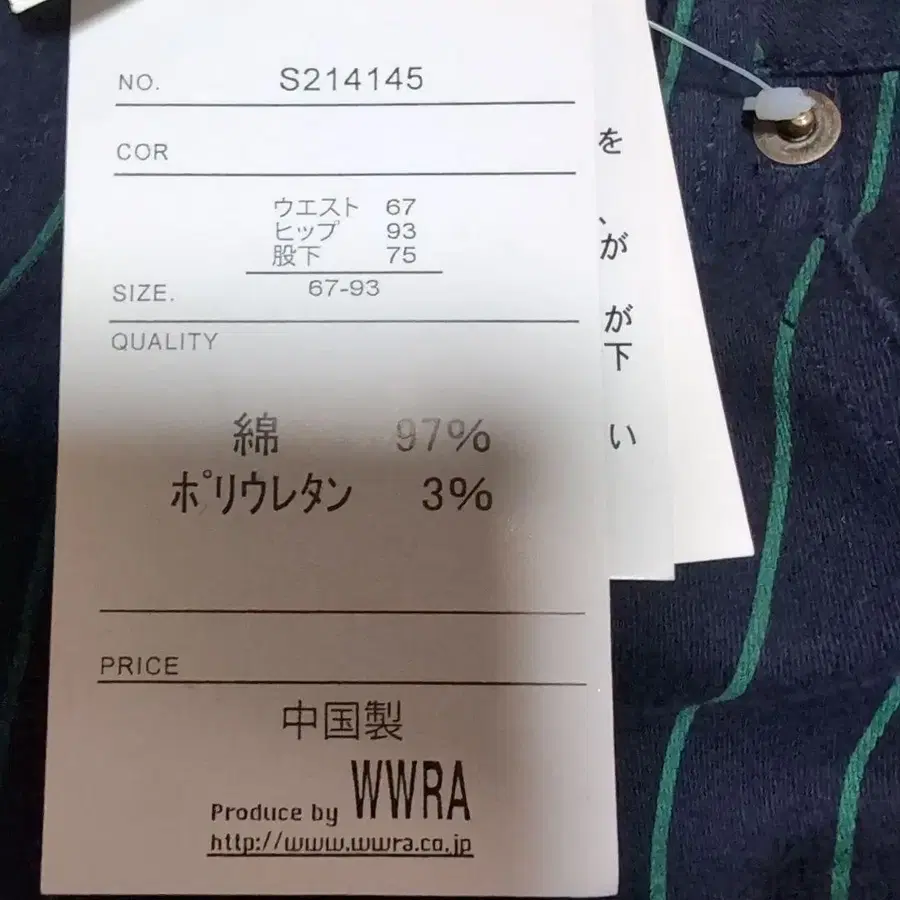 NO. S214145
COR
ウエスト 67
ヒップ 93
股下 75
SIZE. 67-93
QUALITY
綿 97%
ポリウレタン 3%
PRICE
中国製
Produce by WWRA
http://www.wwra.co.jp
を
、
が
が
下
い